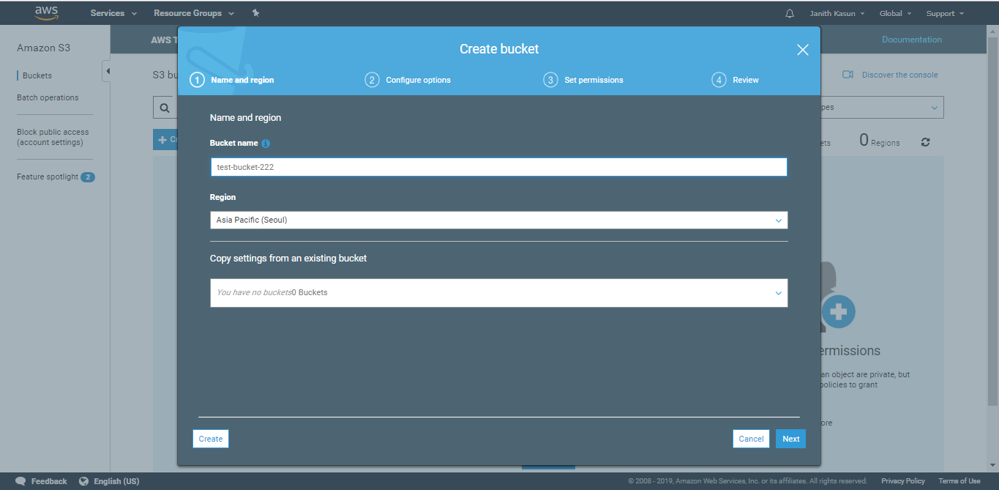 aws Services Resource Groups Janith Kasun Global Support
Amazon S3
Buckets
Batch operations
Block public access
(account settings)
Feature spotlight 2
AWS T
Documentation
S3 bu
Discover the console
Create bucket
1 Name and region 2 Configure options 3 Set permissions 4 Review
Name and region
Bucket name
test-bucket-222
Region
Asia Pacific (Seoul)
Copy settings from an existing bucket
You have no buckets0 Buckets
Create Cancel Next
pes
ets 0 Regions
ermissions
an object are private, but
policies to grant
ore
Feedback English (US) © 2008 - 2019, Amazon Web Services, Inc. or its affiliates. All rights reserved. Privacy Policy Terms of Use